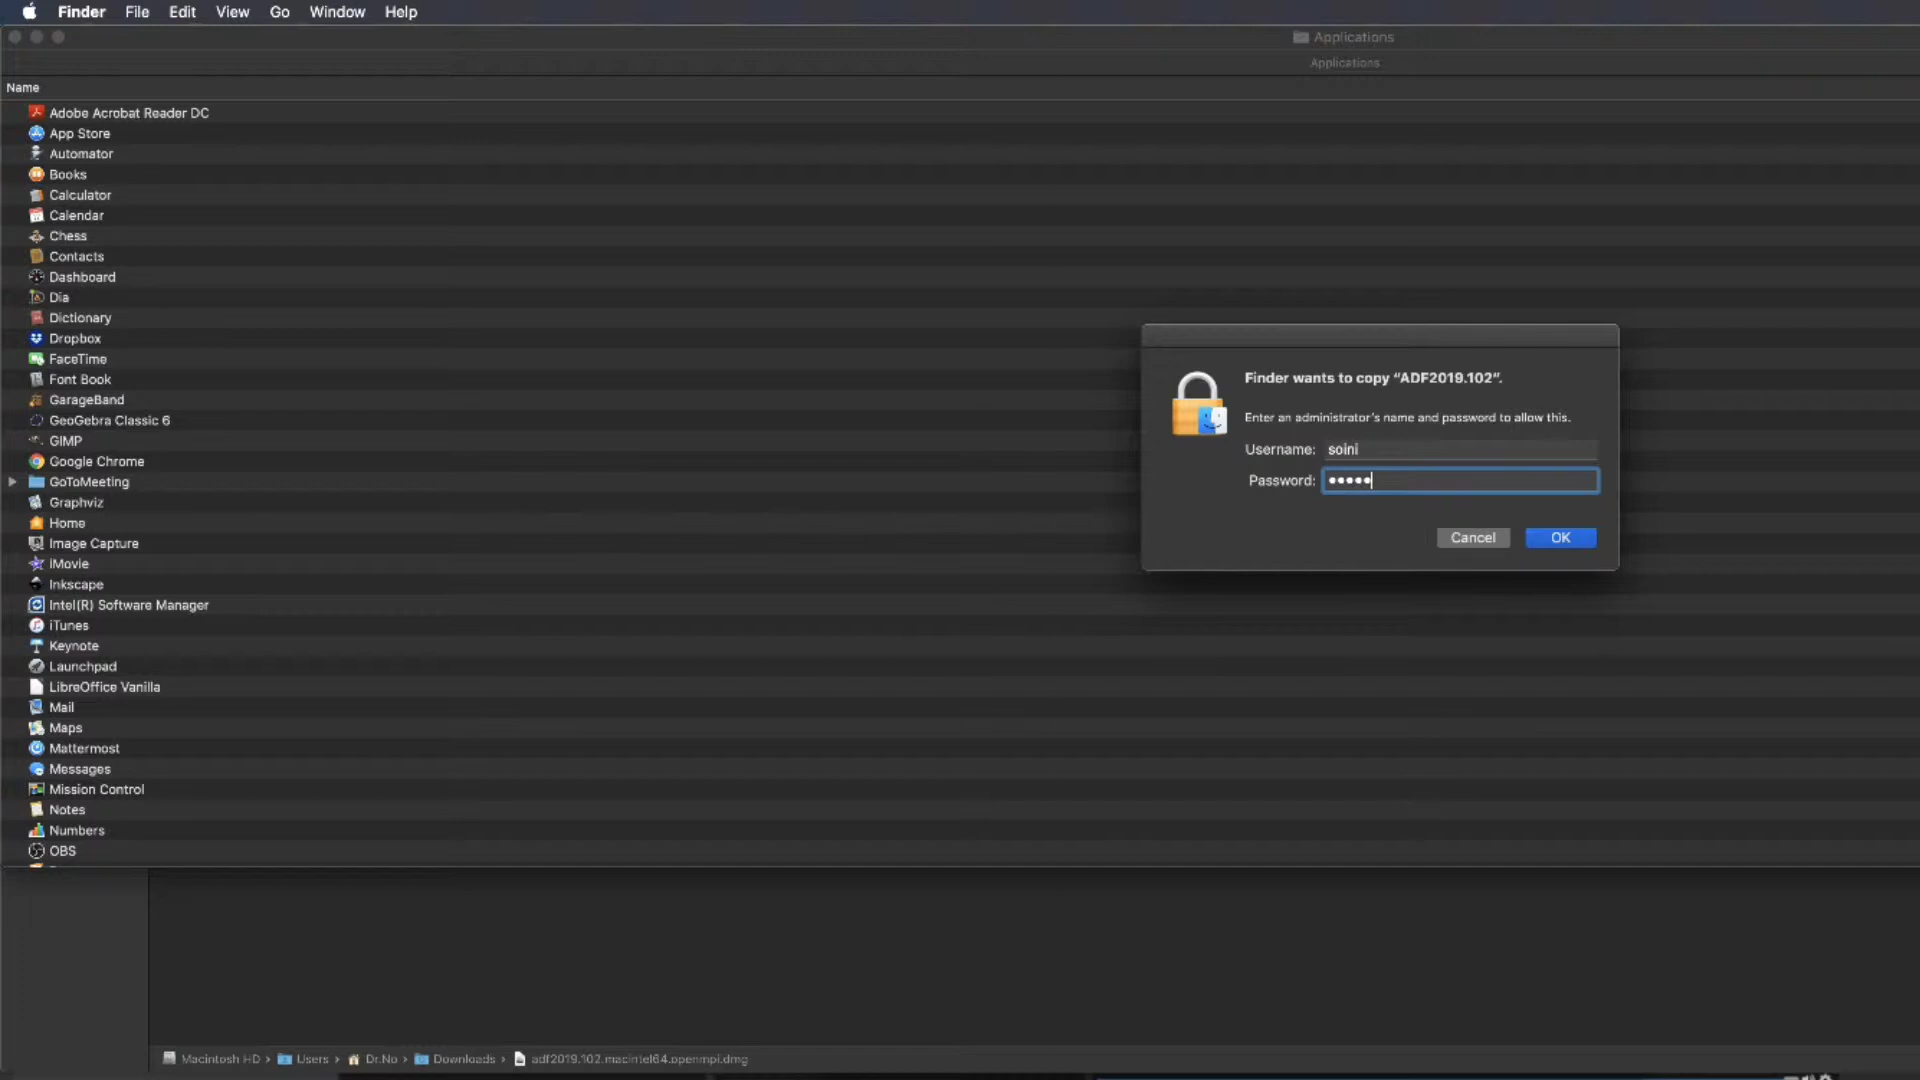 Finder File Edit View Go Window Help
Applications
Applications
Name
Adobe Acrobat Reader DC
App Store
Automator
Books
Calculator
Calendar
Chess
Contacts
Dashboard
Dia
Dictionary
Dropbox
FaceTime
Font Book
GarageBand
GeoGebra Classic 6
GIMP
Google Chrome
GoToMeeting
Graphviz
Home
Image Capture
iMovie
Inkscape
Intel(R) Software Manager
iTunes
Keynote
Launchpad
LibreOffice Vanilla
Mail
Maps
Mattermost
Messages
Mission Control
Notes
Numbers
OBS
Finder wants to copy “ADF2019.102”.
Enter an administrator's name and password to allow this.
Username: soini
Password: •••••
Cancel OK
Macintosh HD › Users › Dr.No › Downloads › adf2019.102.macintel64.openmpi.dmg